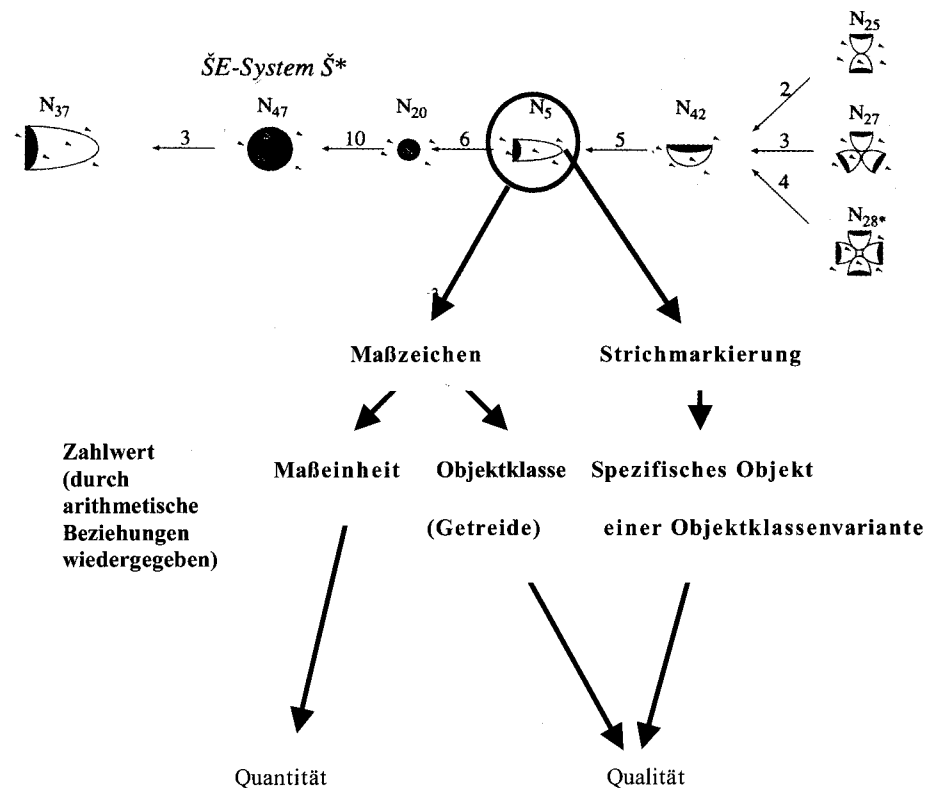 N25
ŠE-System Š*
N37 N47 N20 N5 N42 N27
3 10 6 5 2 3 4
N28*
Maßzeichen Strichmarkierung
Zahlwert
(durch
arithmetische
Beziehungen
wiedergegeben)
Maßeinheit Objektklasse Spezifisches Objekt
(Getreide) einer Objektklassenvariante
Quantität Qualität